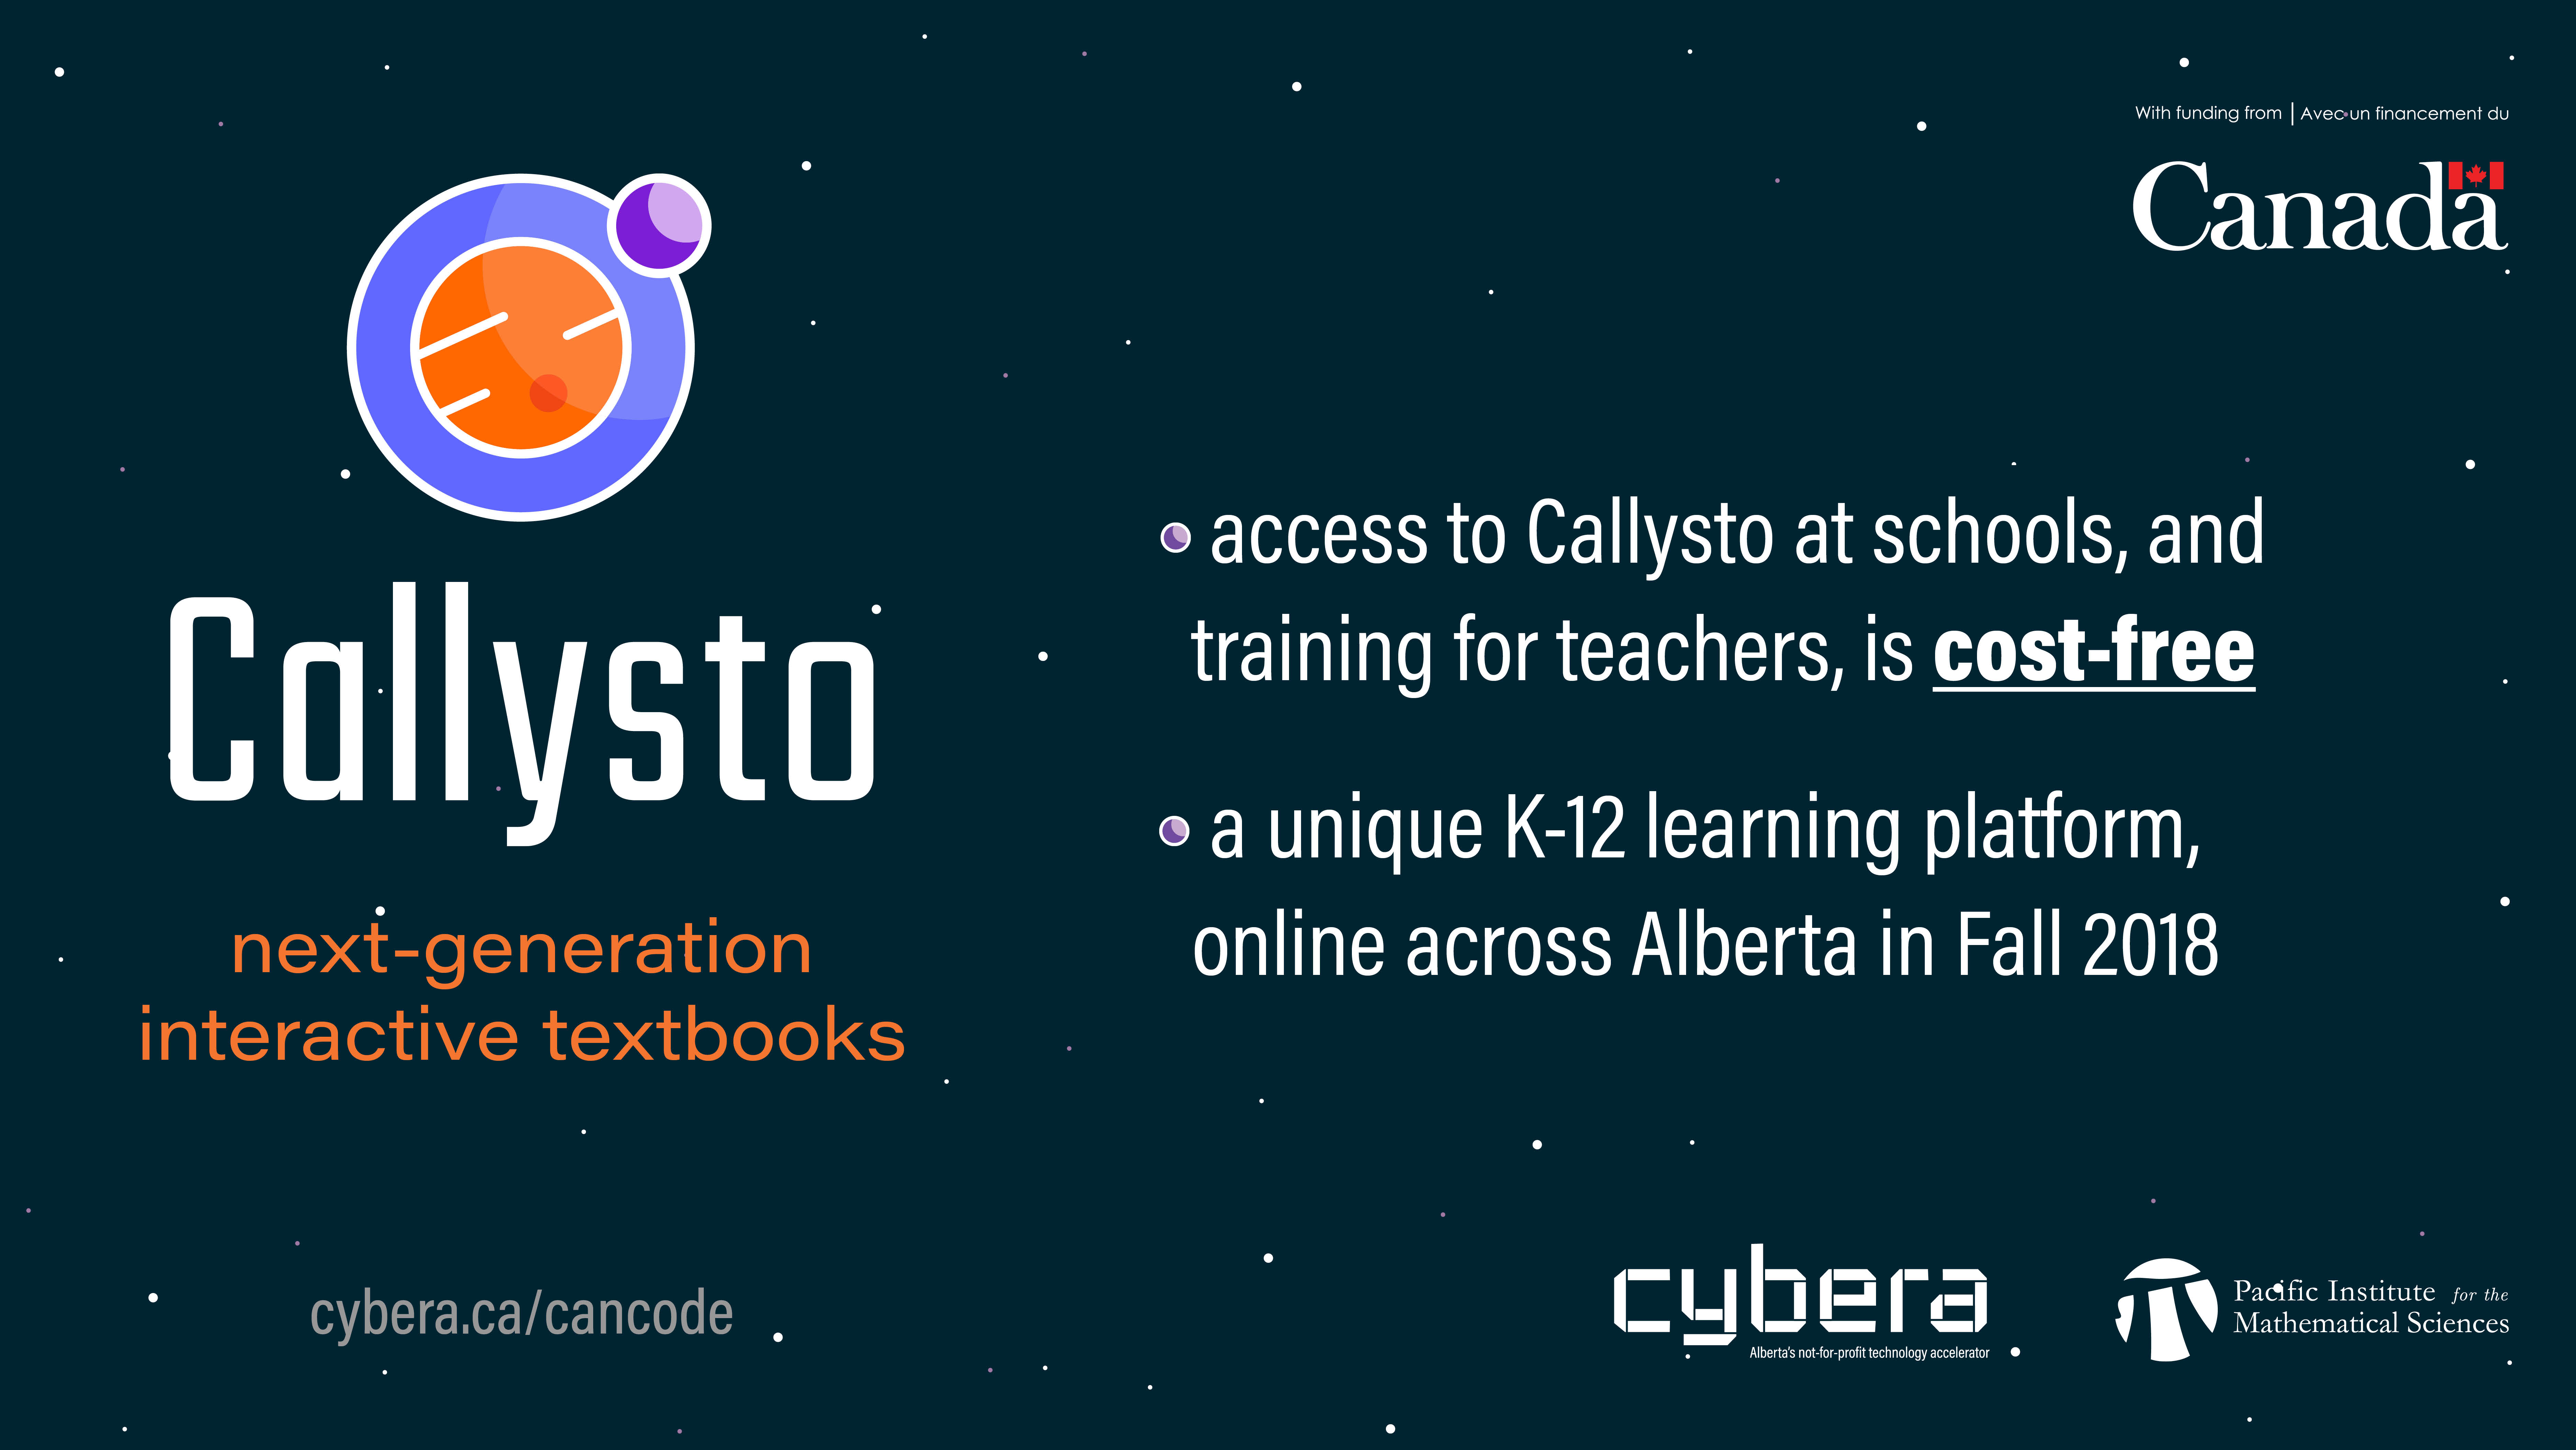 With funding from | Avec un financement du
Canada
Callysto
next-generation
interactive textbooks
access to Callysto at schools, and
training for teachers, is cost-free
a unique K-12 learning platform,
online across Alberta in Fall 2018
cybera.ca/cancode
cybera
Alberta's not-for-profit technology accelerator
Pacific Institute for the
Mathematical Sciences